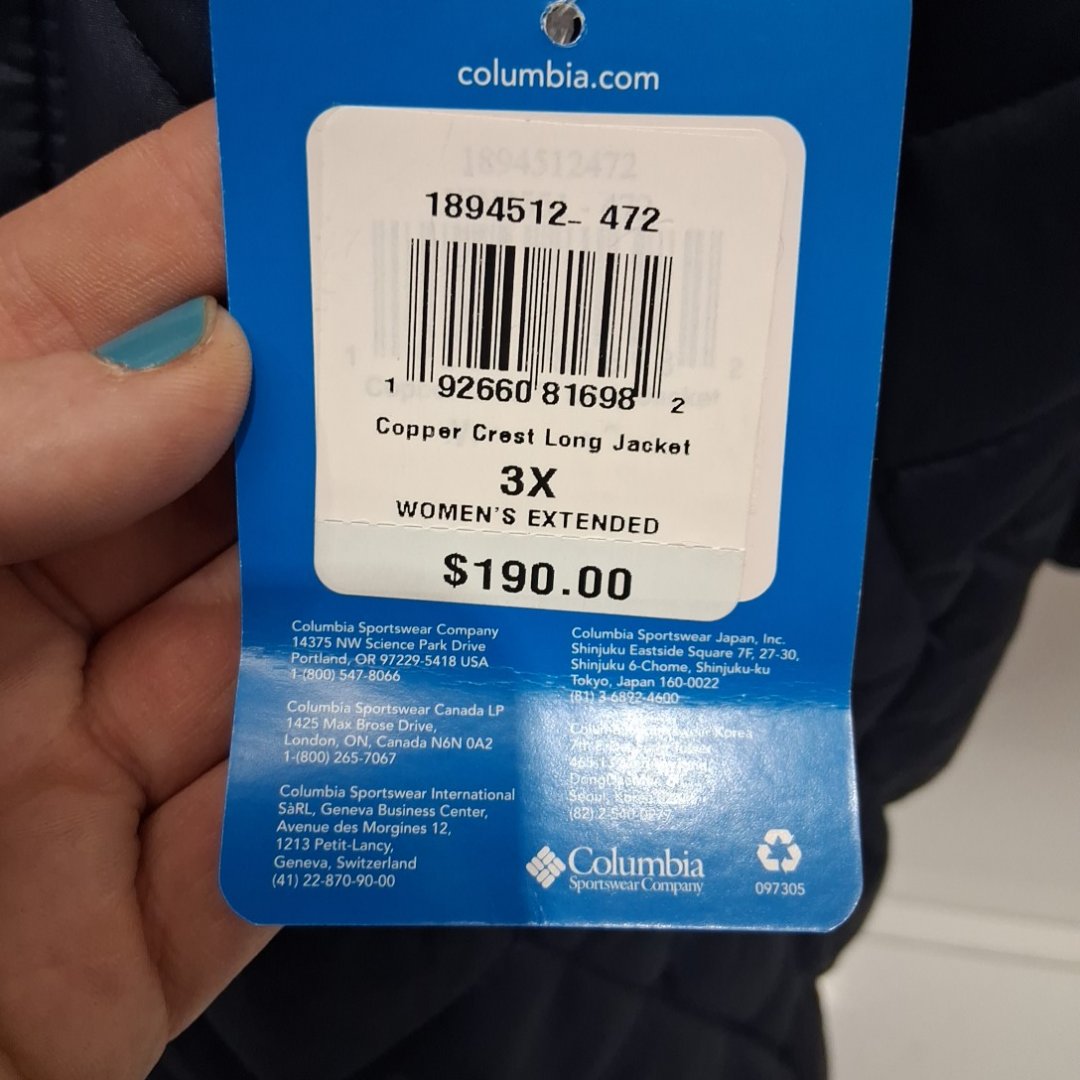 columbia.com
1894512472
1894512- 472
1 92660 81698 2
Copper Crest Long Jacket
3X
WOMEN'S EXTENDED
$190.00
Columbia Sportswear Company
14375 NW Science Park Drive
Portland, OR 97229-5418 USA
1-(800) 547-8066
Columbia Sportswear Canada LP
1425 Max Brose Drive,
London, ON, Canada N6N 0A2
1-(800) 265-7067
Columbia Sportswear International
SàRL, Geneva Business Center,
Avenue des Morgines 12,
1213 Petit-Lancy,
Geneva, Switzerland
(41) 22-870-90-00
Columbia Sportswear Japan, Inc.
Shinjuku Eastside Square 7F, 27-30,
Shinjuku 6-Chome, Shinjuku-ku
Tokyo, Japan 160-0022
(81) 3-6892-4600
Korea
Seoul, Korea
(82)
Columbia
Sportswear Company
097305